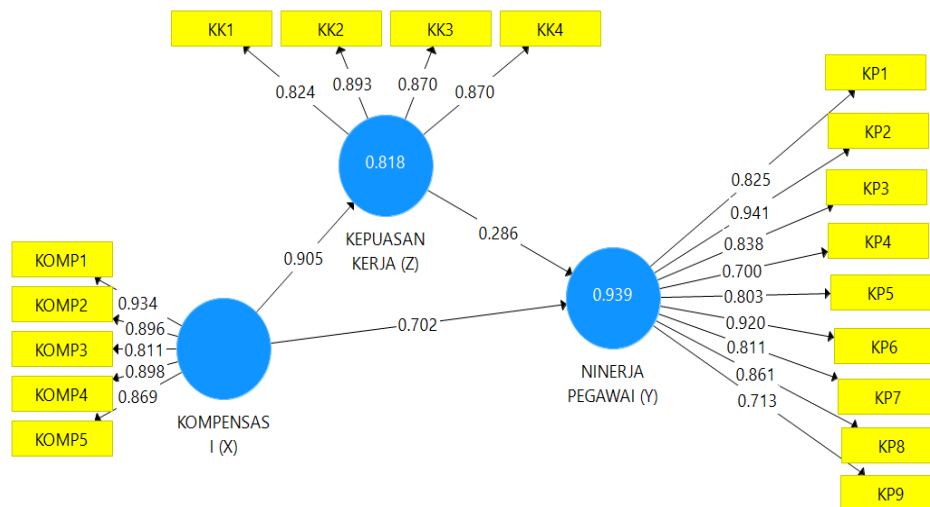 KK1
KK2
KK3
KK4
0.824
0.893
0.870
0.870
0.818
KEPUASAN
KERJA (Z)
KOMP1
KOMP2
KOMP3
KOMP4
KOMP5
0.934
0.896
0.811
0.898
0.869
KOMPENSAS
I (X)
0.905
0.286
0.702
0.939
NINERJA
PEGAWAI (Y)
0.825
0.941
0.838
0.700
0.803
0.920
0.811
0.861
0.713
KP1
KP2
KP3
KP4
KP5
KP6
KP7
KP8
KP9